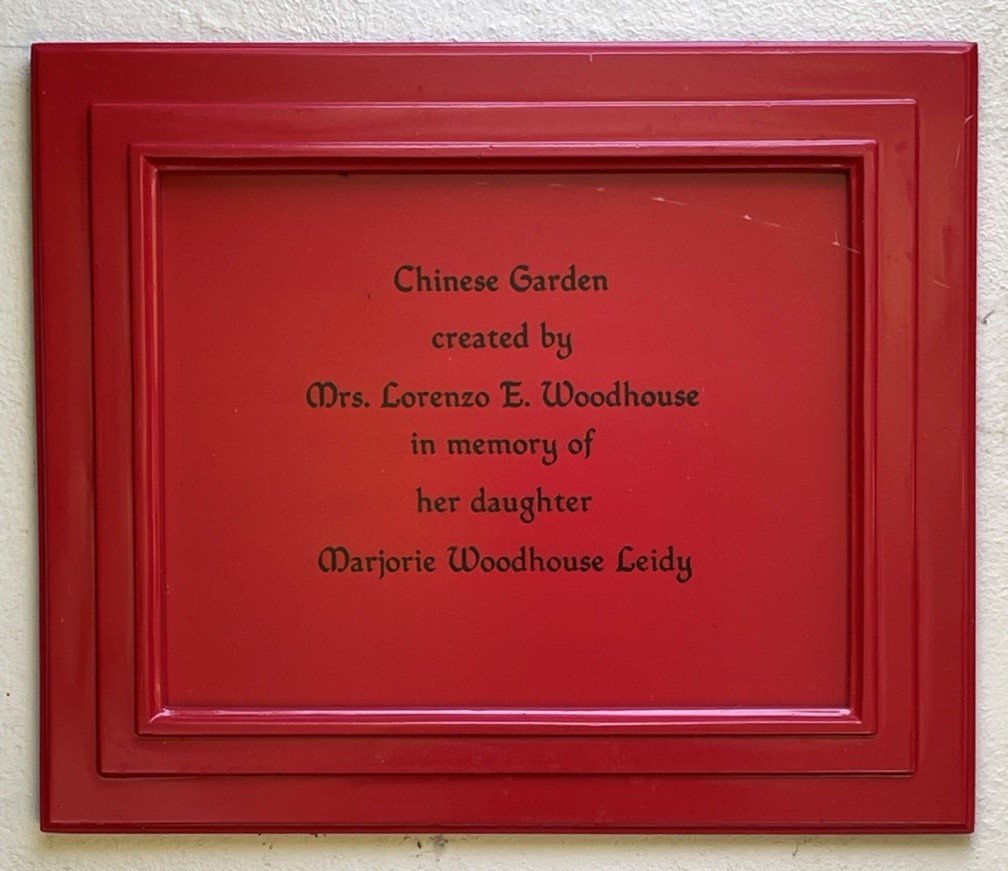 Chinese Garden
created by
Mrs. Lorenzo E. Woodhouse
in memory of
her daughter
Marjorie Woodhouse Leidy